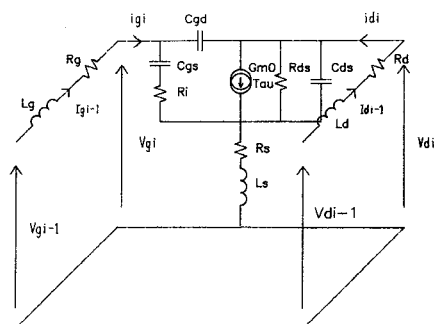 igi
Cgd
idi
Rg
Cgs
Gm0
Tau
Rds
Cds
Rd
Lg
Igi-1
Ri
Ld
Idi-1
Vgi
Rs
Vdi
Ls
Vgi-1
Vdi-1